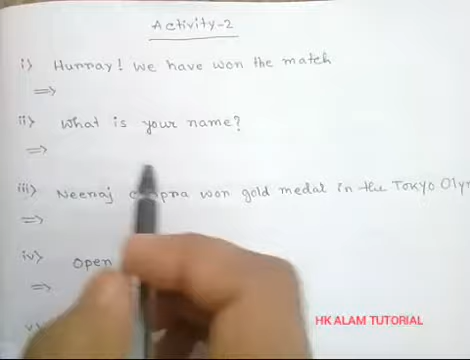 Activity-2
i) Hurray! We have won the match
⇒
ii) What is your name?
⇒
iii) Neeraj won gold medal in the Tokyo
⇒
iv) Open
⇒
v)
HK ALAM TUTORIAL